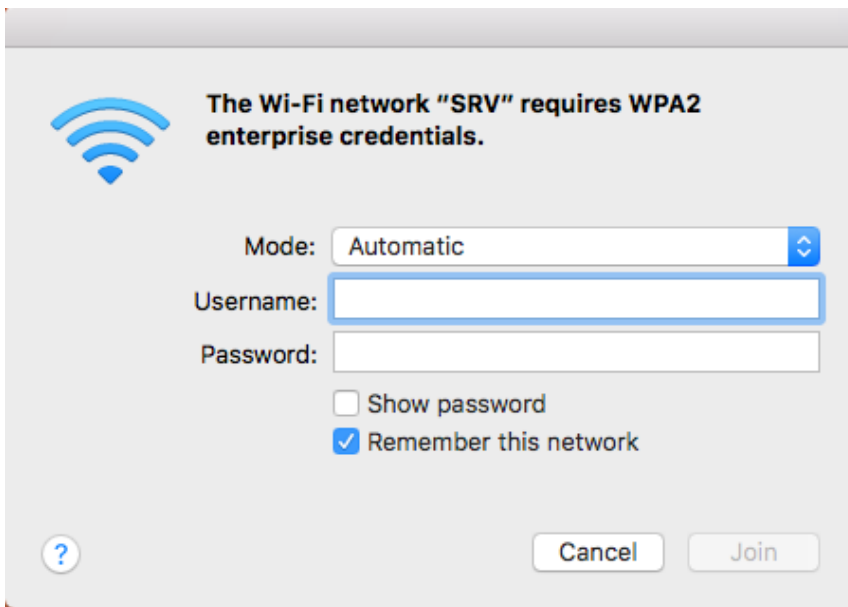 The Wi-Fi network “SRV” requires WPA2
enterprise credentials.
Mode: Automatic
Username:
Password:
Show password
Remember this network
? Cancel Join